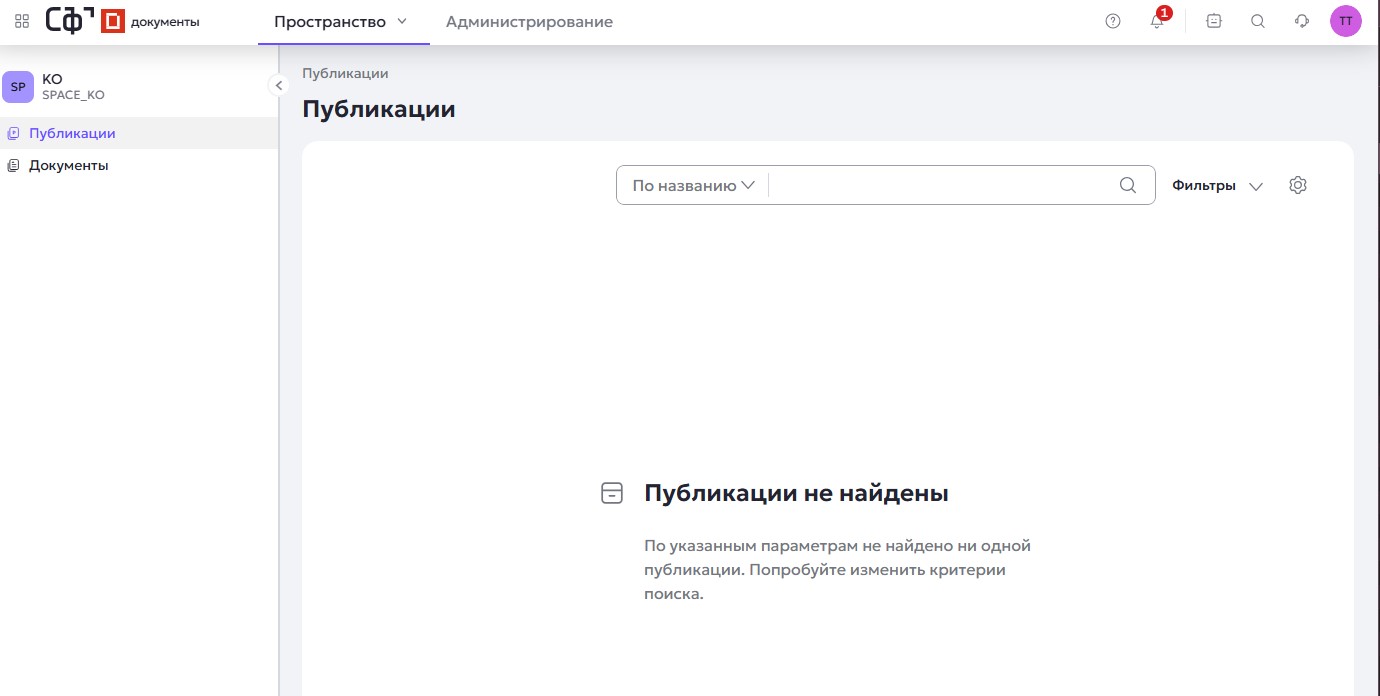 СФ документы Пространство Администрирование 1 ТТ
SP КО
SPACE_KO
Публикации
Документы
Публикации
Публикации
По названию Фильтры
Публикации не найдены
По указанным параметрам не найдено ни одной
публикации. Попробуйте изменить критерии
поиска.